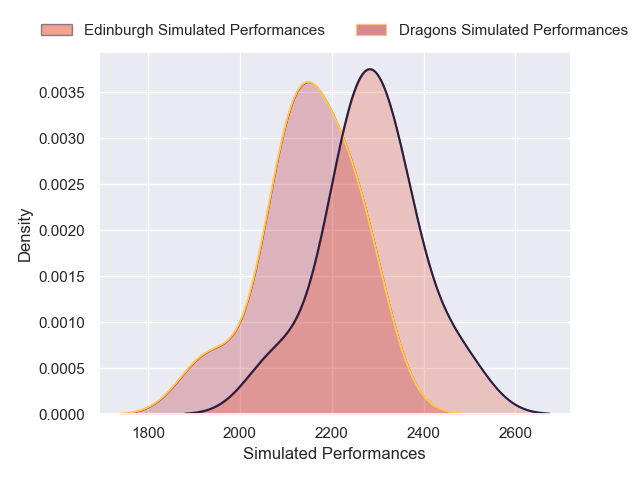 Edinburgh Simulated Performances Dragons Simulated Performances
0.0035
0.0030
0.0025
0.0020
0.0015
0.0010
0.0005
0.0000
Density
1800 2000 2200 2400 2600
Simulated Performances